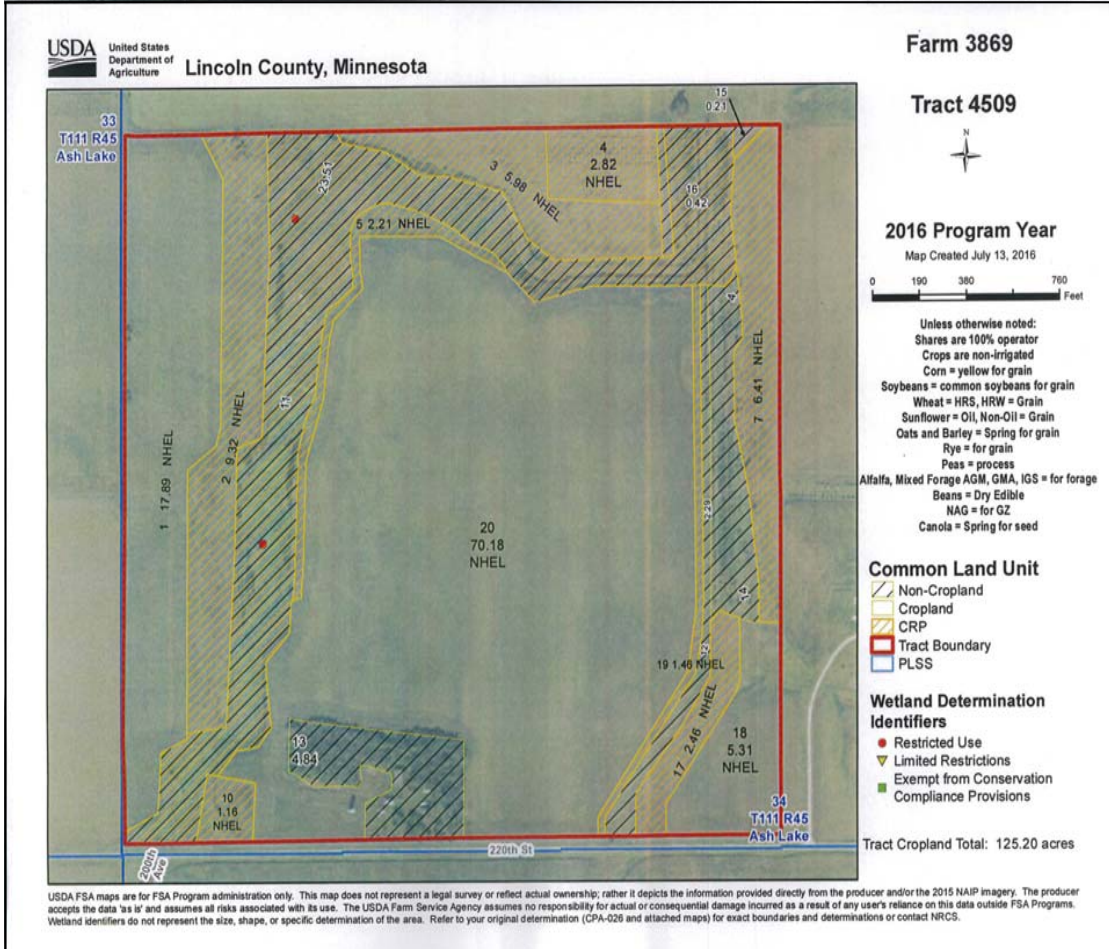 USDA
United States
Department of
Agriculture
Lincoln County, Minnesota
Farm 3869
Tract 4509
N
2016 Program Year
Map Created July 13, 2016
0 190 380 760
Feet
Unless otherwise noted:
Shares are 100% operator
Crops are non-irrigated
Corn = yellow for grain
Soybeans = common soybeans for grain
Wheat = HRS, HRW = Grain
Sunflower = Oil, Non-Oil = Grain
Oats and Barley = Spring for grain
Rye = for grain
Peas = process
Alfalfa, Mixed Forage AGM, GMA, IGS = for forage
Beans = Dry Edible
NAG = for GZ
Canola = Spring for seed
Common Land Unit
Non-Cropland
Cropland
CRP
Tract Boundary
PLSS
Wetland Determination
Identifiers
Restricted Use
Limited Restrictions
Exempt from Conservation
Compliance Provisions
Tract Cropland Total: 125.20 acres
33
T111 R45
Ash Lake
15
0.21
4
2.82
NHEL
3 5.98 NHEL
23.51
16
0.42
5 2.21 NHEL
4
7 6.41 NHEL
11
2 9.32 NHEL
1 17.89 NHEL
20
70.18
NHEL
2.29
14
12
19 1.46 NHEL
17 2.46 NHEL
18
5.31
NHEL
13
4.84
10
1.16
NHEL
34
T111 R45
Ash Lake
220th St
200th
Ave
USDA FSA maps are for FSA Program administration only. This map does not represent a legal survey or reflect actual ownership; rather it depicts the information provided directly from the producer and/or the 2015 NAIP imagery. The producer
accepts the data 'as is' and assumes all risks associated with its use. The USDA Farm Service Agency assumes no responsibility for actual or consequential damage incurred as a result of any user's reliance on this data outside FSA Programs.
Wetland identifiers do not represent the size, shape, or specific determination of the area. Refer to your original determination (CPA-026 and attached maps) for exact boundaries and determinations or contact NRCS.